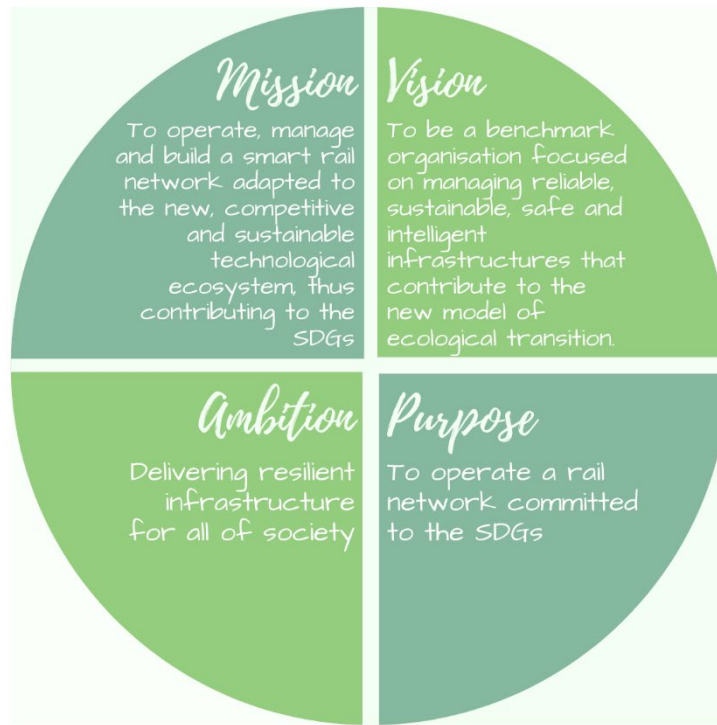 Mission
To operate, manage
and build a smart rail
network adapted to
the new, competitive
and sustainable
technological
ecosystem, thus
contributing to the
SDGs
Vision
To be a benchmark
organisation focused
on managing reliable,
sustainable, safe and
intelligent
infrastructures that
contribute to the
new model of
ecological transition.
Ambition
Delivering resilient
infrastructure
for all of society
Purpose
To operate a rail
network committed
to the SDGs